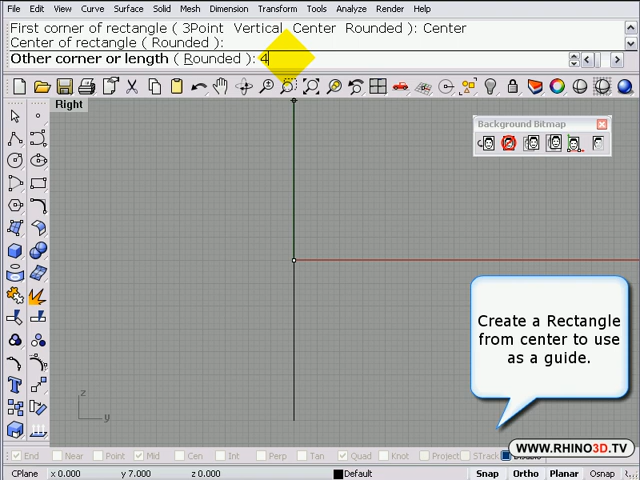 File Edit View Curve Surface Solid Mesh Dimension Transform Tools Analyze Render Help
First corner of rectangle ( 3Point Vertical Center Rounded ): Center
Center of rectangle ( Rounded ):
Other corner or length ( Rounded ): 4
Right
Background Bitmap
Create a Rectangle
from center to use
as a guide.
z
y
WWW.RHINO3D.TV
End Near Point Mid Cen Int Perp Tan Quad Knot Project STrack Disable
CPlane x 0.000 y 7.000 z 0.000 Default Snap Ortho Planar Osnap